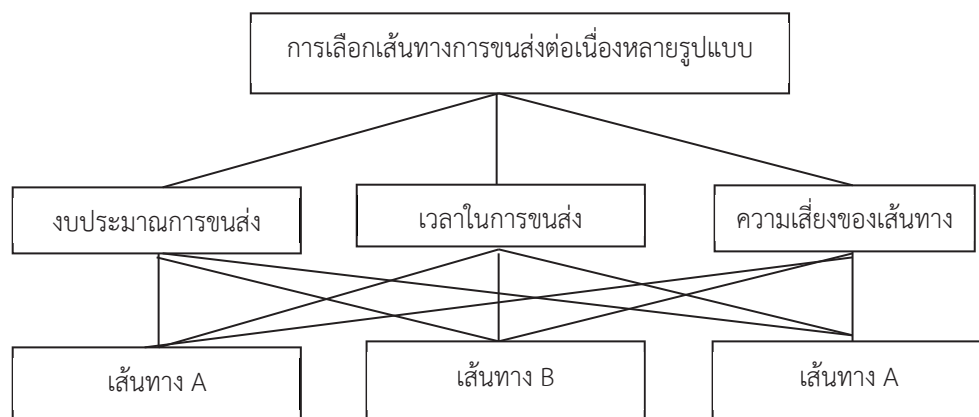 การเลือกเส้นทางการขนส่งต่อเนื่องหลายรูปแบบ
งบประมาณการขนส่ง
เวลาในการขนส่ง
ความเสี่ยงของเส้นทาง
เส้นทาง A
เส้นทาง B
เส้นทาง A